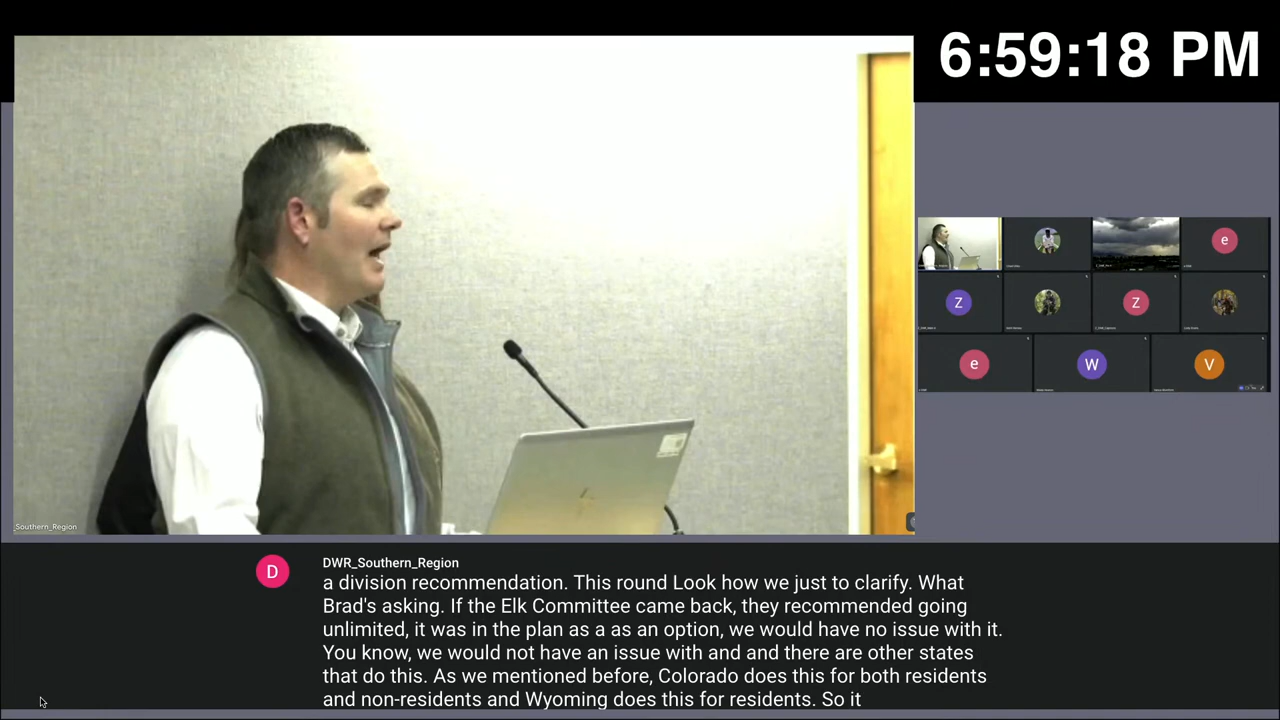 6:59:18 PM
e
Z
Z
e
W
V
_Southern_Region
D
DWR_Southern_Region
a division recommendation. This round Look how we just to clarify. What
Brad's asking. If the Elk Committee came back, they recommended going
unlimited, it was in the plan as a as an option, we would have no issue with it.
You know, we would not have an issue with and and there are other states
that do this. As we mentioned before, Colorado does this for both residents
and non-residents and Wyoming does this for residents. So it